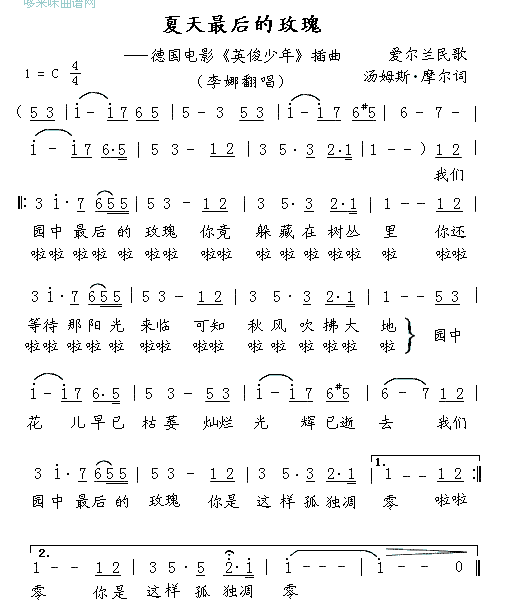 哆来咪曲谱网
夏天最后的玫瑰
——德国电影《英俊少年》插曲 爱尔兰民歌
1 = C 4/4 (李娜翻唱) 汤姆斯·摩尔词
( 5 3 | i - i 7 6 5 | 5 - 3 5 3 | i - i 7 6 #5 | 6 - 7 - |
i - i 7 6·5 | 5 3 - 1 2 | 3 5·3 2·1 | 1 - - ) 1 2
我们
‖: 3 i·7 6 5 5 | 5 3 - 1 2 | 3 5·3 2·1 | 1 - - 1 2 |
园中 最后 的 玫瑰 你竟 躲藏在 树丛 里 你还
啦啦 啦啦 啦 啦啦 啦啦 啦啦 啦 啦啦 啦 啦啦
3 i·7 6 5 5 | 5 3 - 1 2 | 3 5·3 2·1 | 1 - - 5 3 |
等待 那阳光 来临 可知 秋风吹拂大 地
啦啦 啦啦 啦 啦啦 啦啦 啦啦 啦啦啦 啦 } 园中
i - i 7 6·5 | 5 3 - 5 3 | i - i 7 6 #5 | 6 - 7 1 2 |
花 儿早已 枯萎 灿烂 光 辉已逝 去 我们
3 i·7 6 5 5 | 5 3 - 1 2 | 3 5·3 2·1 | 1. 1 - - 1 2 :‖
园中 最后 的 玫瑰 你是 这样孤独凋 零 啦啦
2. 1 - - 1 2 | 3 5·5 2·i | i - - - | i - - 0 ‖
零 你是 这样 孤 独凋 零